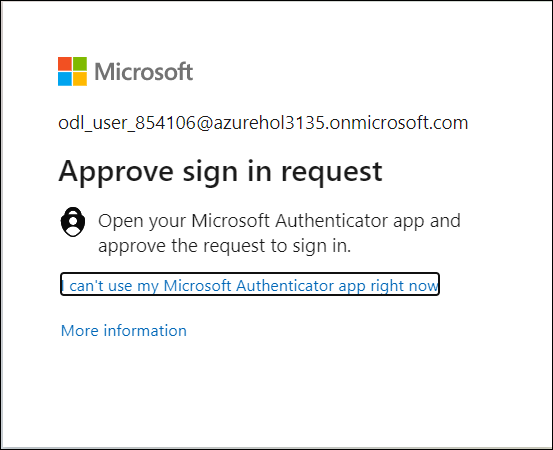 Microsoft
odl_user_854106@azurehol3135.onmicrosoft.com
Approve sign in request
Open your Microsoft Authenticator app and
approve the request to sign in.
I can't use my Microsoft Authenticator app right now
More information